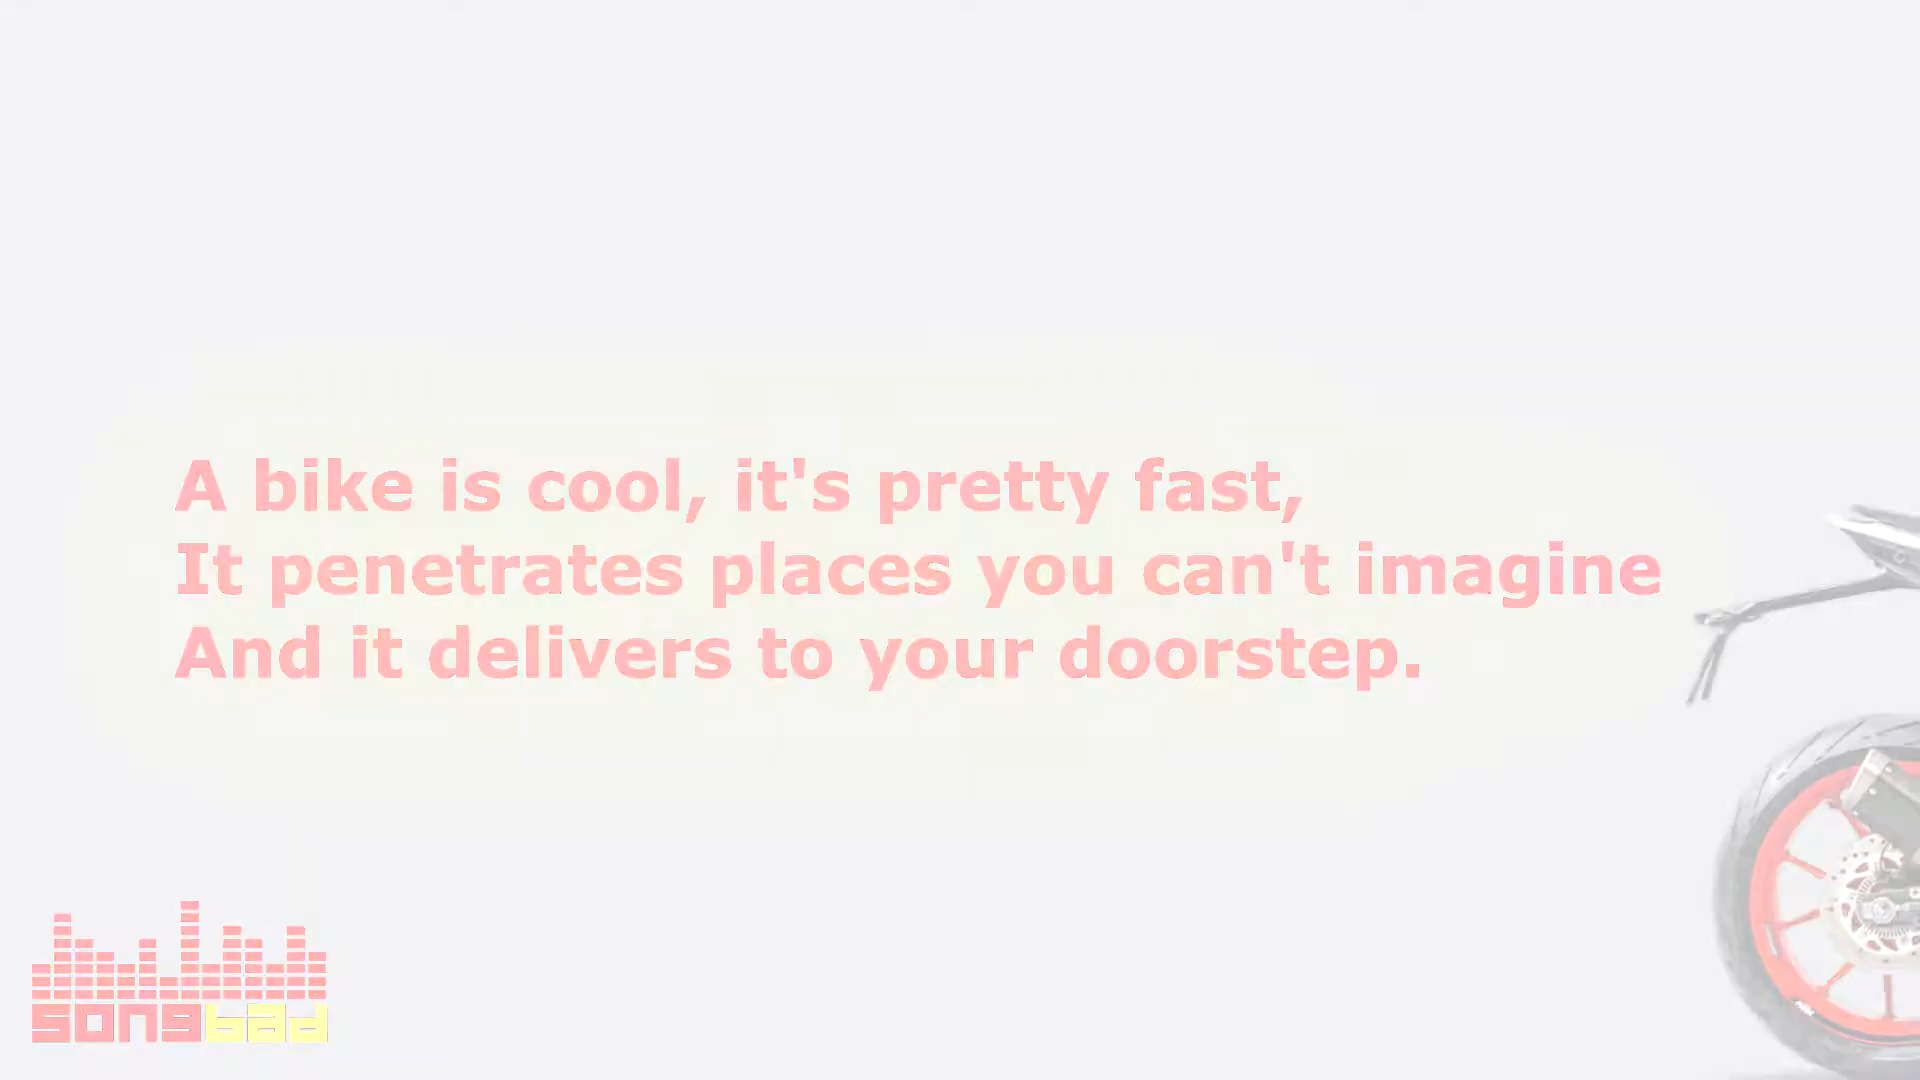 A bike is cool, it's pretty fast,
It penetrates places you can't imagine
And it delivers to your doorstep.
songbad